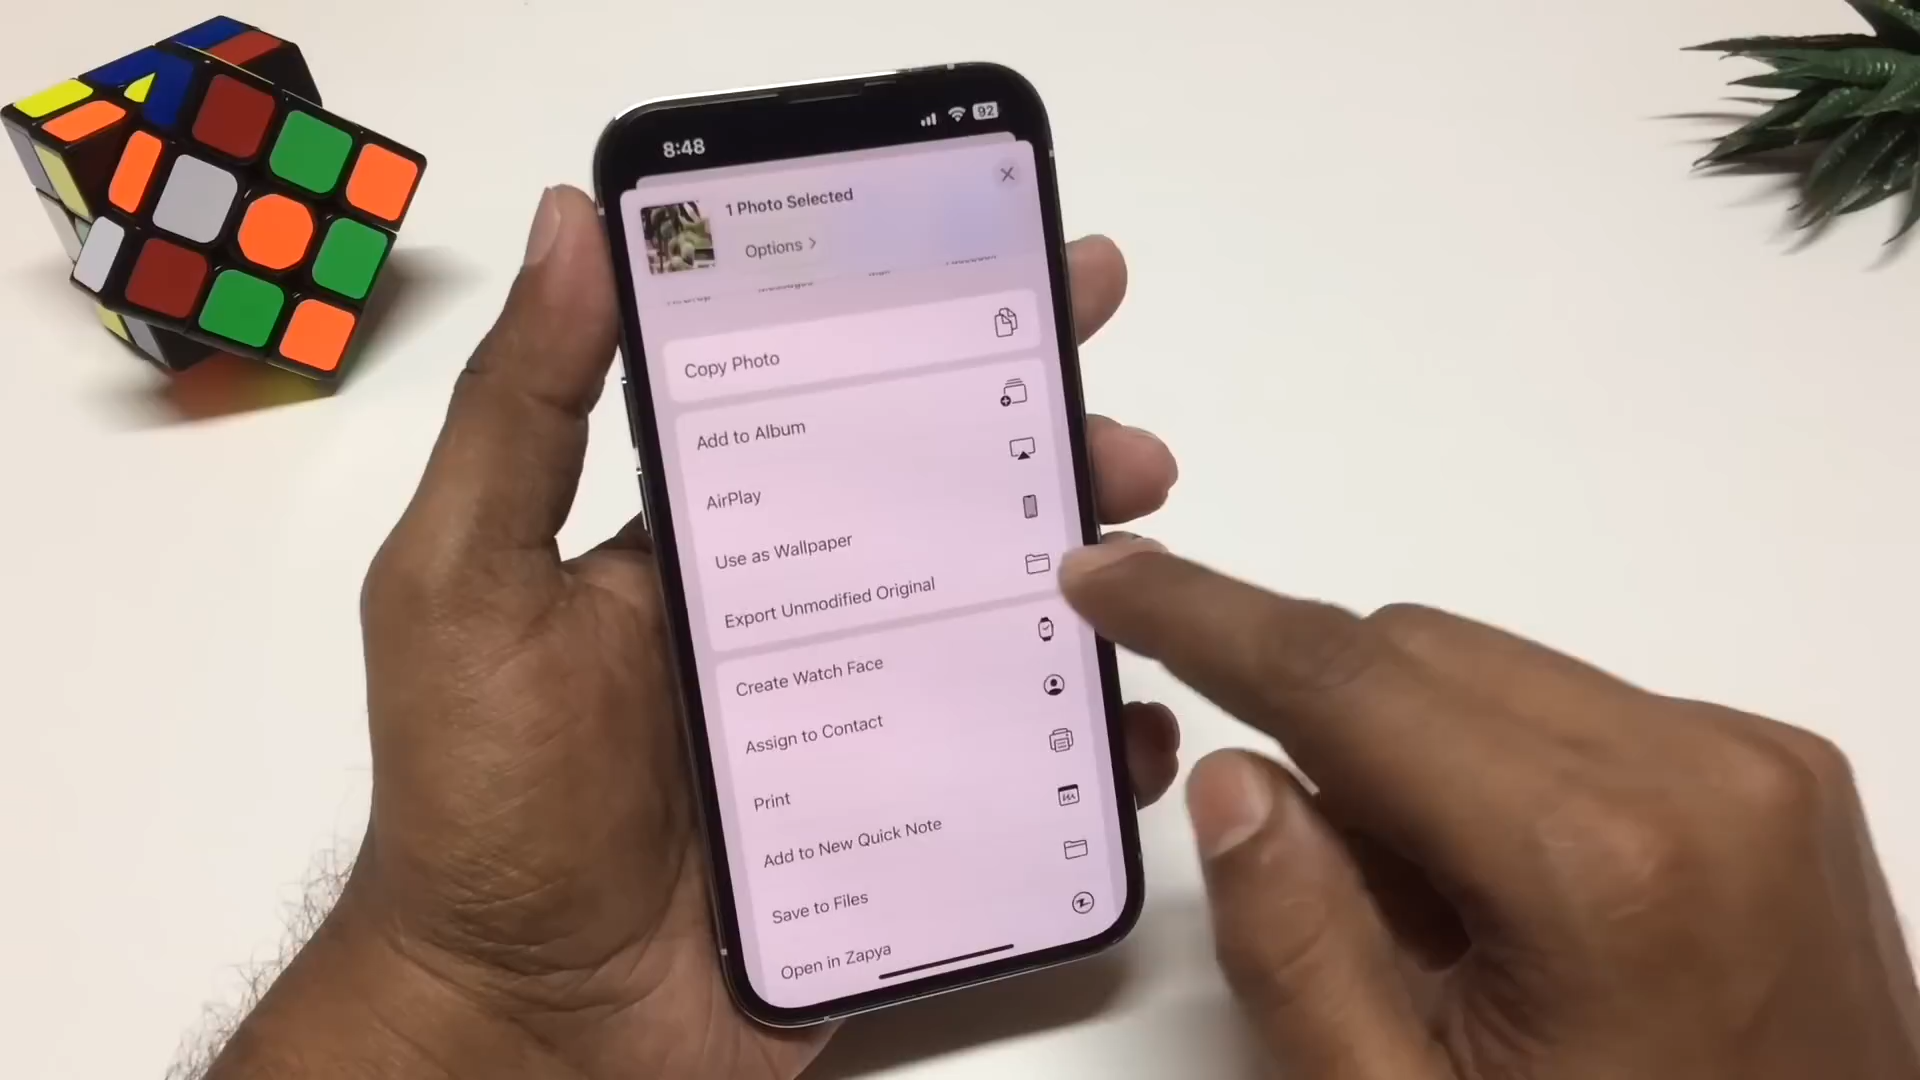 8:48
92
1 Photo Selected
Options
Copy Photo
Add to Album
AirPlay
Use as Wallpaper
Export Unmodified Original
Create Watch Face
Assign to Contact
Print
Add to New Quick Note
Save to Files
Open in Zapya